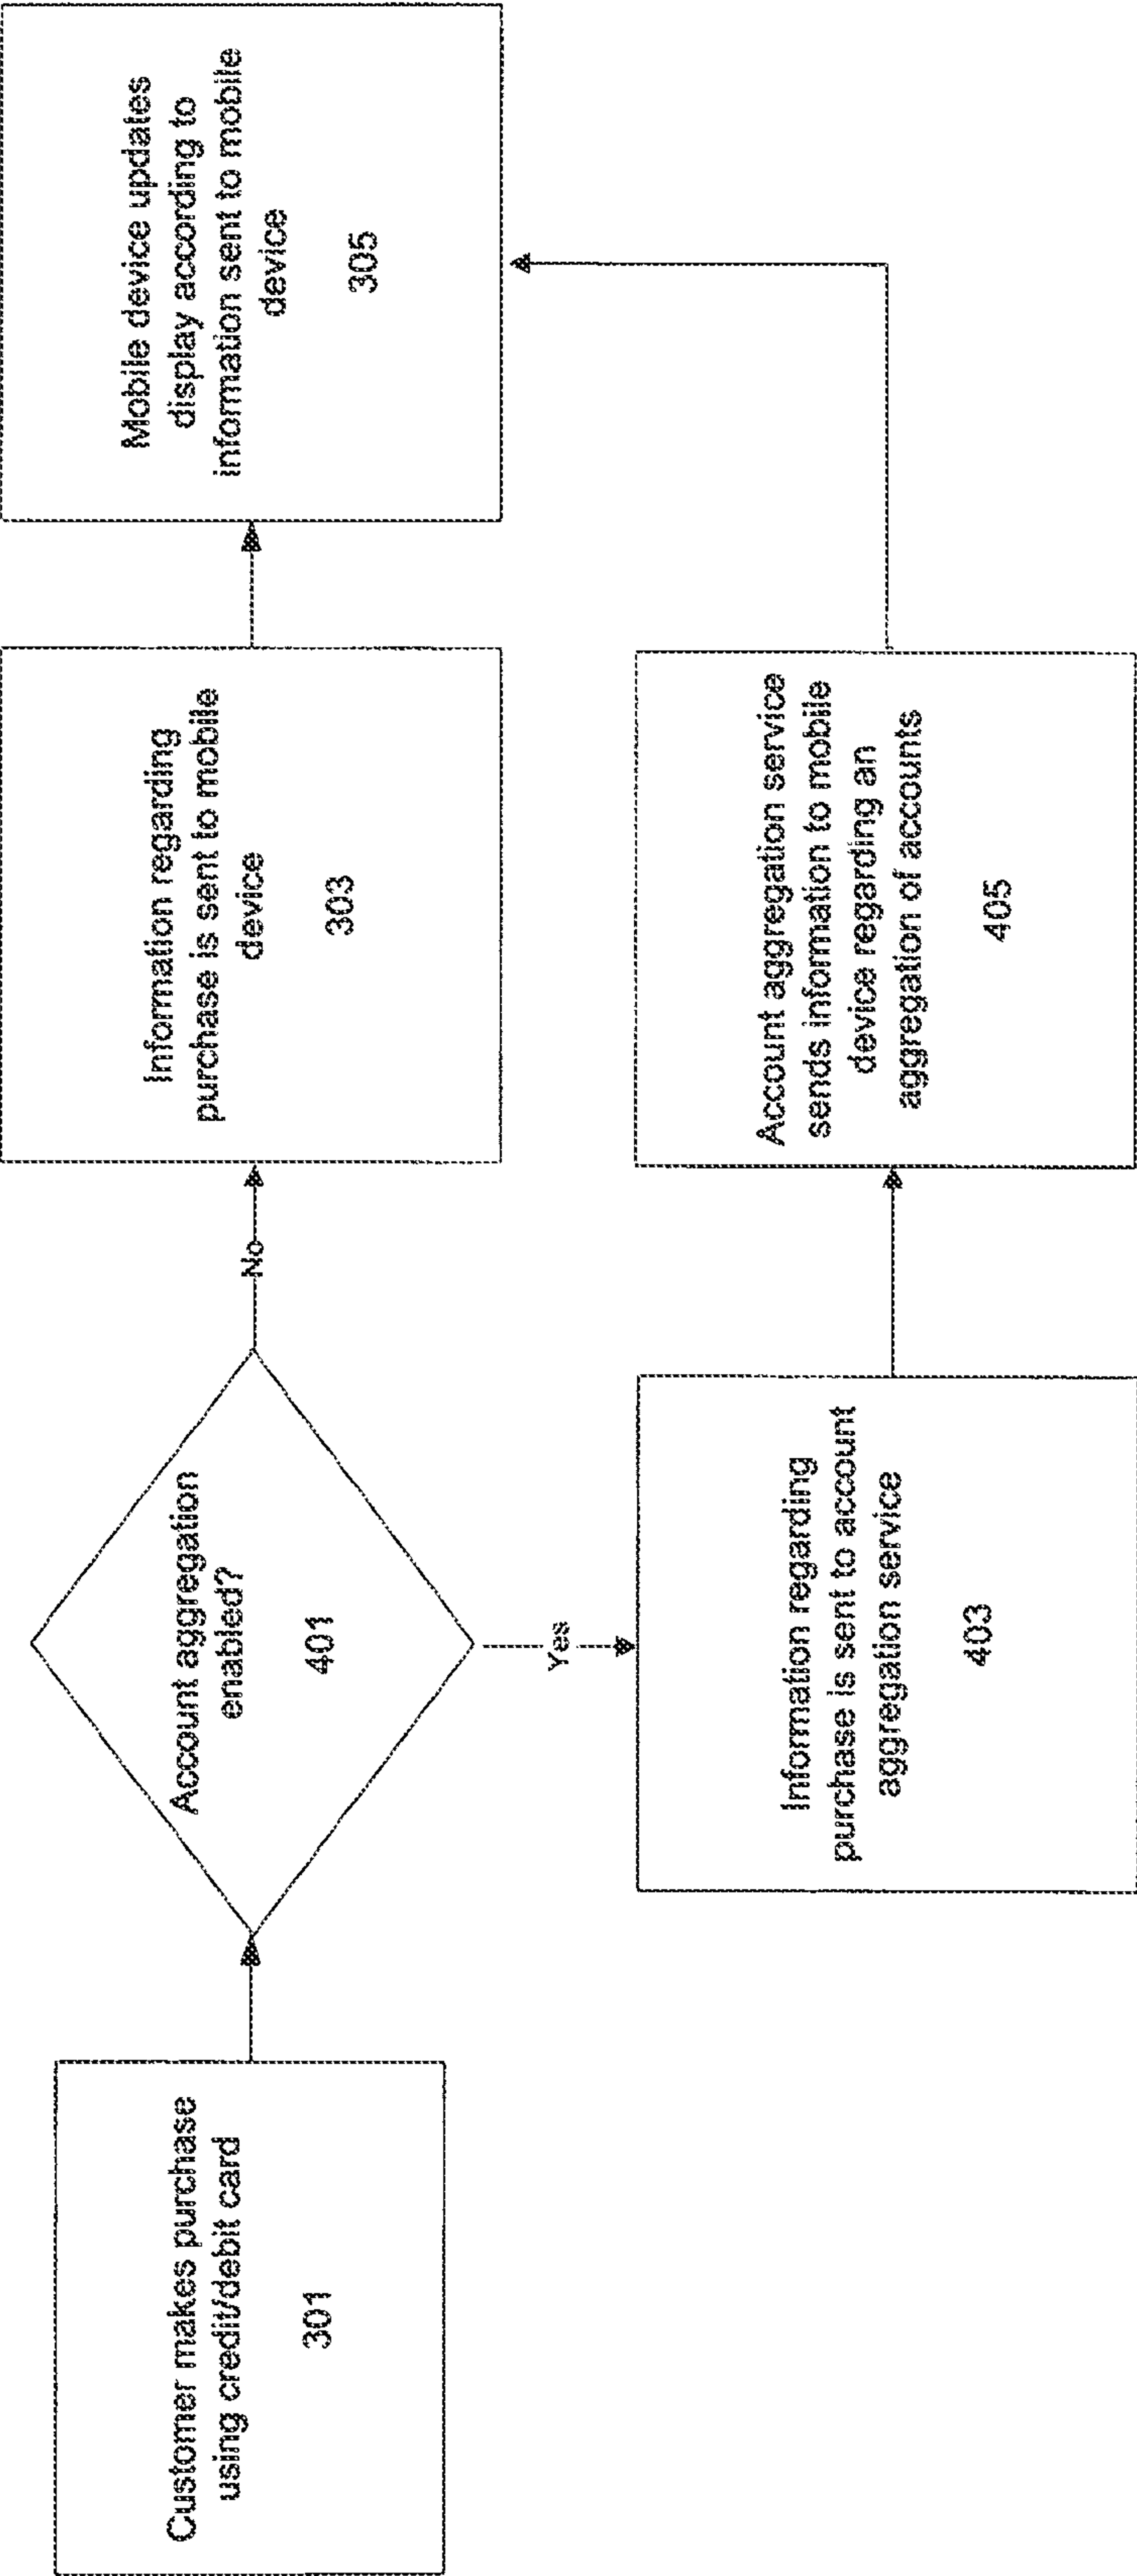 Customer makes purchase
using credit/debit card
301
Account aggregation
enabled?
401
No
Yes
Information regarding
purchase is sent to mobile
device
303
Mobile device updates
display according to
information sent to mobile
device
305
Information regarding
purchase is sent to account
aggregation service
403
Account aggregation service
sends information to mobile
device regarding an
aggregation of accounts
405